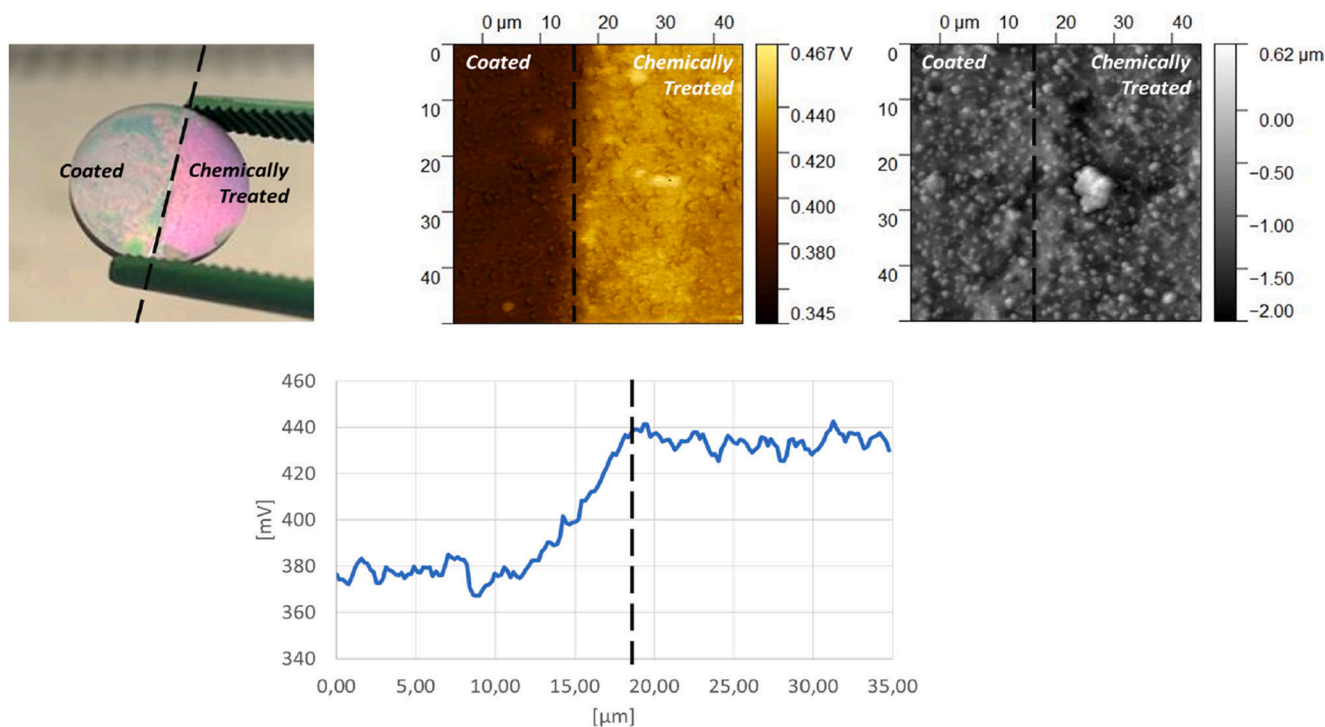 Coated
Chemically
Treated
0 µm 10 20 30 40
0
10
20
30
40
Coated
Chemically
Treated
0.467 V
0.440
0.420
0.400
0.380
0.345
0 µm 10 20 30 40
0
10
20
30
40
Coated
Chemically
Treated
0.62 µm
0.00
−0.50
−1.00
−1.50
−2.00
460
440
420
400
380
360
340
[mV]
0,00 5,00 10,00 15,00 20,00 25,00 30,00 35,00
[µm]